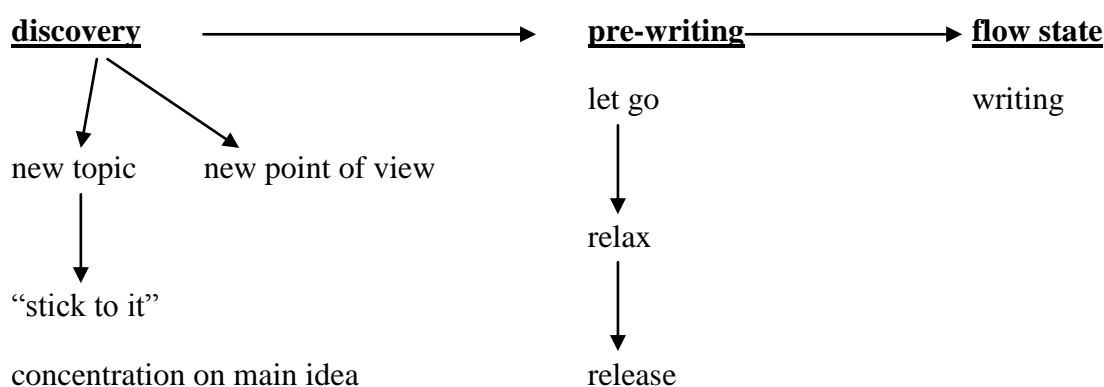 discovery pre-writing flow state
let go writing
new topic new point of view
relax
“stick to it”
concentration on main idea release